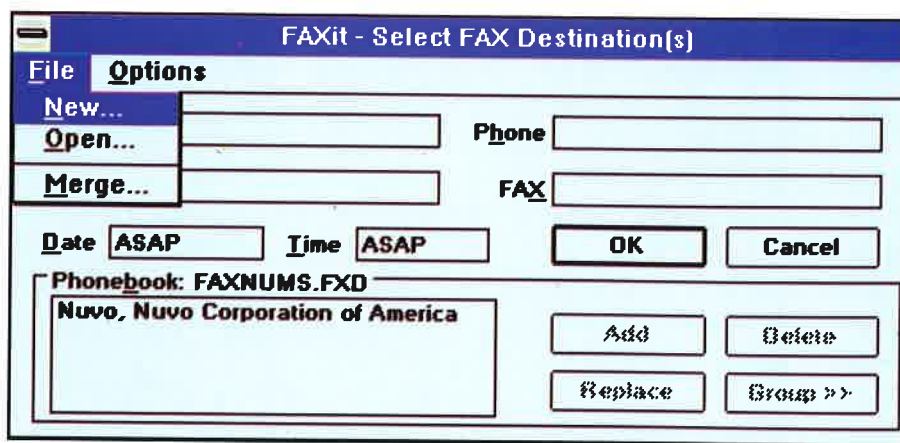 FAXit - Select FAX Destination(s)
File Options
New...
Open...
Merge...
Phone
FAX
Date ASAP Time ASAP OK Cancel
Phonebook: FAXNUMS.FXD
Nuvo, Nuvo Corporation of America
Add Delete
Replace Group >>